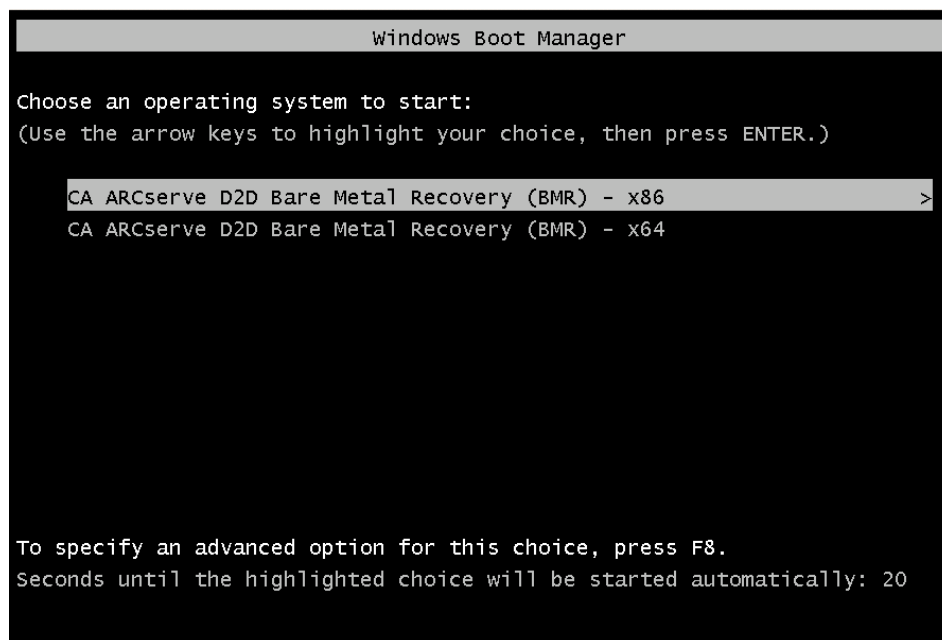 Windows Boot Manager
Choose an operating system to start:
(Use the arrow keys to highlight your choice, then press ENTER.)
CA ARCserve D2D Bare Metal Recovery (BMR) - x86 >
CA ARCserve D2D Bare Metal Recovery (BMR) - x64
To specify an advanced option for this choice, press F8.
Seconds until the highlighted choice will be started automatically: 20